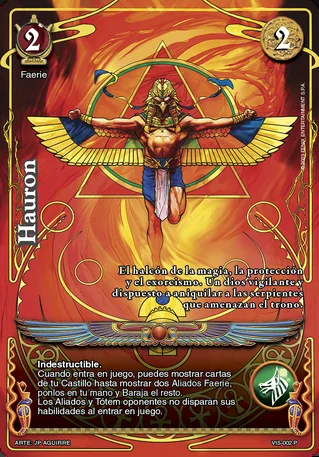 2
2
Faerie
© 2023 FENIX ENTERTAINMENT S.P.A.
Hauron
El halcón de la magia, la protección
y el exorcismo. Un dios vigilante y
dispuesto a aniquilar a las serpientes
que amenazan el trono.
Indestructible.
Cuando entra en juego, puedes mostrar cartas
de tu Castillo hasta mostrar dos Aliados Faerie,
ponlos en tu mano y Baraja el resto.
Los Aliados y Tótem oponentes no disparan sus
habilidades al entrar en juego.
ARTE: JP AGUIRRE
VIS-002 P